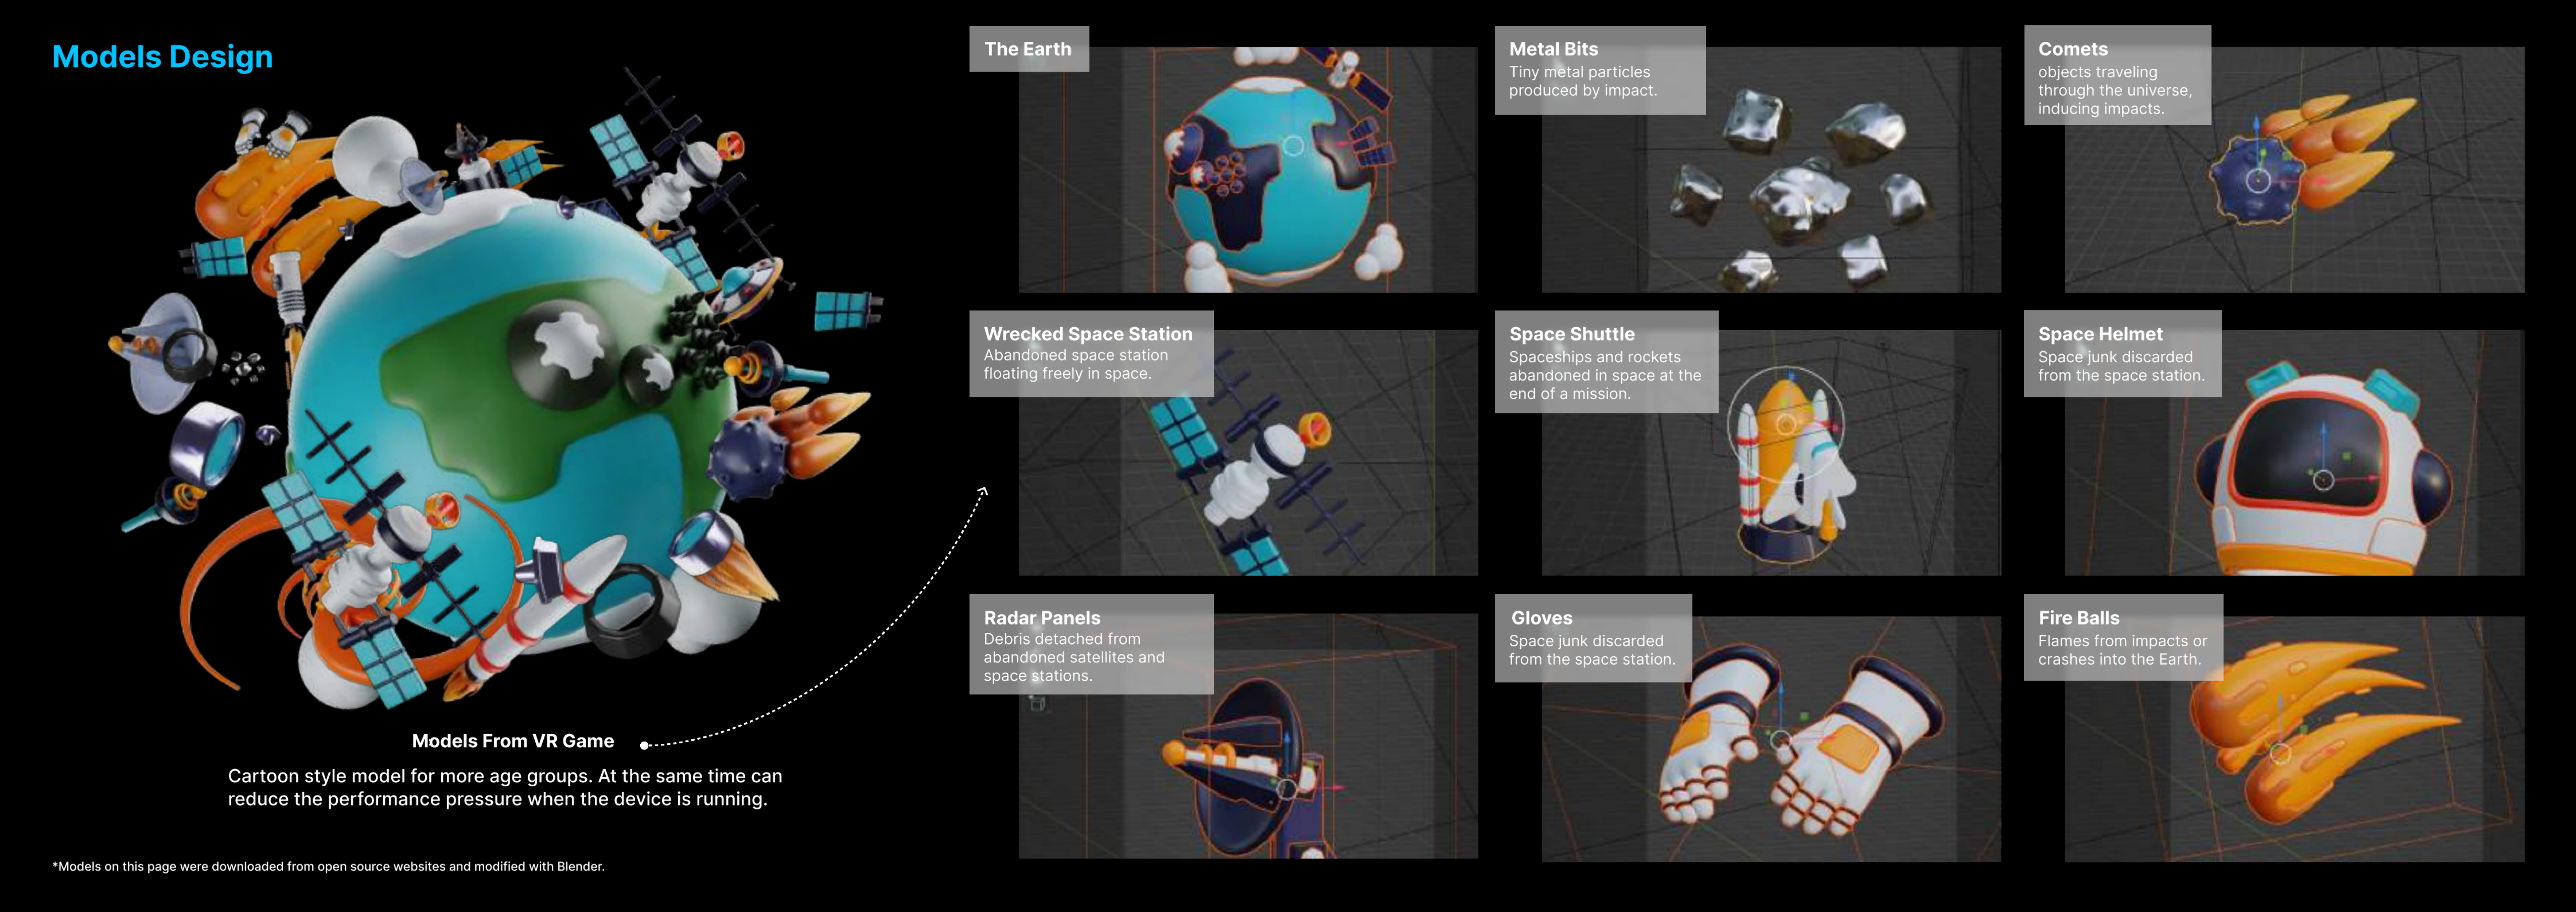 Models Design
Models From VR Game
Cartoon style model for more age groups. At the same time can
reduce the performance pressure when the device is running.
*Models on this page were downloaded from open source websites and modified with Blender.
The Earth
Metal Bits
Tiny metal particles
produced by impact.
Comets
objects traveling
through the universe,
inducing impacts.
Wrecked Space Station
Abandoned space station
floating freely in space.
Space Shuttle
Spaceships and rockets
abandoned in space at the
end of a mission.
Space Helmet
Space junk discarded
from the space station.
Radar Panels
Debris detached from
abandoned satellites and
space stations.
Gloves
Space junk discarded
from the space station.
Fire Balls
Flames from impacts or
crashes into the Earth.